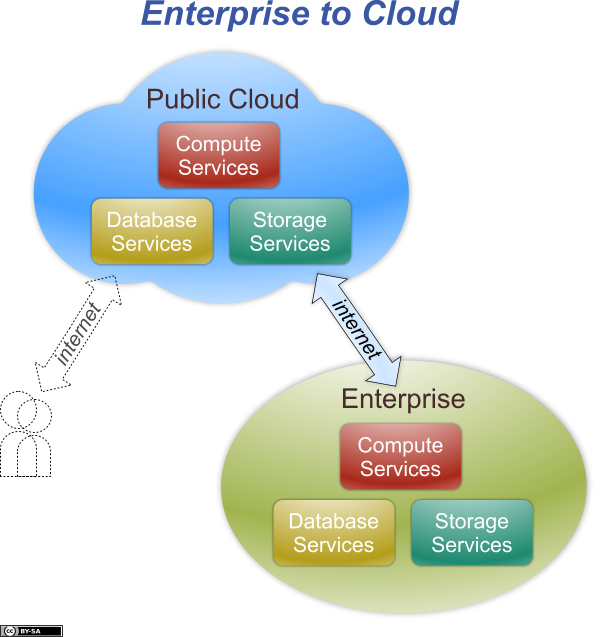 Enterprise to Cloud
Public Cloud
Compute
Services
Database
Services
Storage
Services
internet
internet
Enterprise
Compute
Services
Database
Services
Storage
Services
cc BY-SA